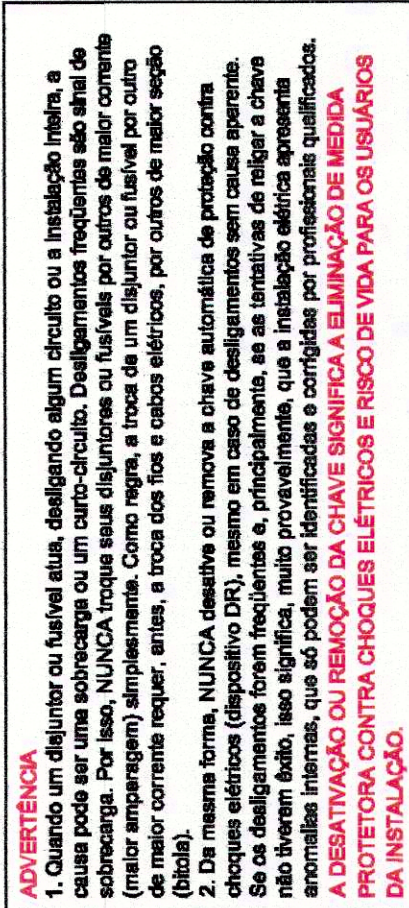 ADVERTÊNCIA
1. Quando um disjuntor ou fusível atua, desligando algum circuito ou a instalação inteira, a
causa pode ser uma sobrecarga ou um curto-circuito. Desligamentos freqüentes são sinal de
sobrecarga. Por isso, NUNCA troque seus disjuntores ou fusíveis por outros de maior corrente
(maior amperagem) simplesmente. Como regra, a troca de um disjuntor ou fusível por outro
de maior corrente requer, antes, a troca dos fios e cabos elétricos, por outros de maior seção
(bitola).
2. Da mesma forma, NUNCA desative ou remova a chave automática de proteção contra
choques elétricos (dispositivo DR), mesmo em caso de desligamentos sem causa aparente.
Se os desligamentos forem freqüentes e, principalmente, se as tentativas de religar a chave
não tiverem êxito, isso significa, muito provavelmente, que a instalação elétrica apresenta
anomalias internas, que só podem ser identificadas e corrigidas por profissionais qualificados.
A DESATIVAÇÃO OU REMOÇÃO DA CHAVE SIGNIFICA A ELIMINAÇÃO DE MEDIDA
PROTETORA CONTRA CHOQUES ELÉTRICOS E RISCO DE VIDA PARA OS USUÁRIOS
DA INSTALAÇÃO.